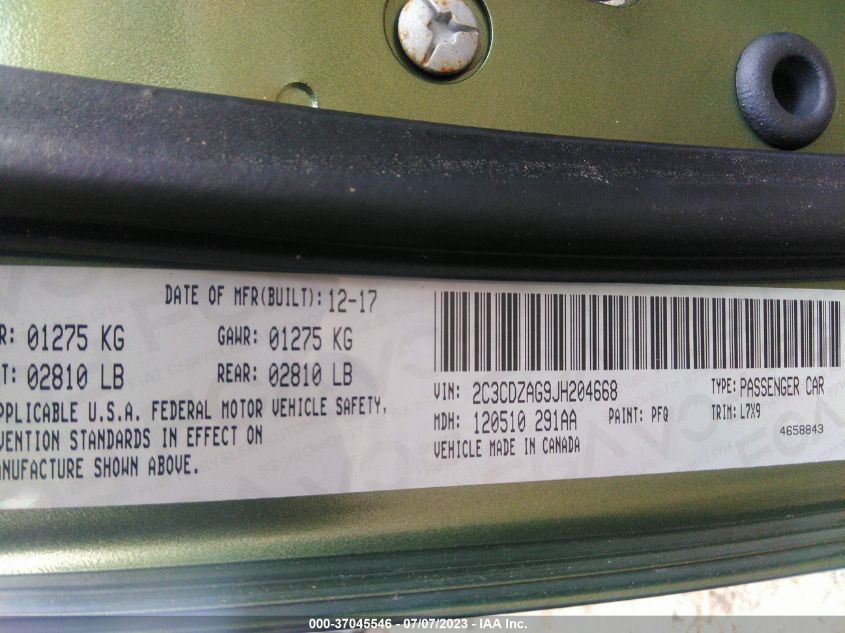 DATE OF MFR(BUILT): 12-17
R: 01275 KG GAWR: 01275 KG
T: 02810 LB REAR: 02810 LB
PPLICABLE U.S.A. FEDERAL MOTOR VEHICLE SAFETY,
VENTION STANDARDS IN EFFECT ON
ANUFACTURE SHOWN ABOVE.
VIN: 2C3CDZAG9JH204668 TYPE: PASSENGER CAR
MDH: 120510 291AA PAINT: PFQ TRIM: L7X9
VEHICLE MADE IN CANADA 4658843
000-37045546 - 07/07/2023 - IAA Inc.